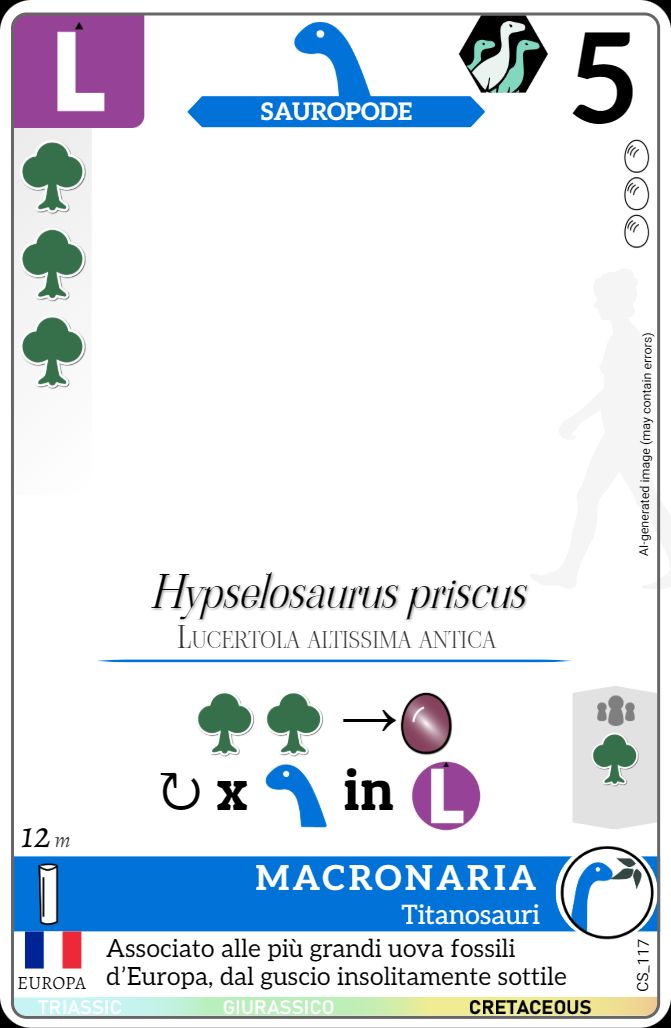 L
SAUROPODE
5
AI-generated image (may contain errors)
Hypselosaurus priscus
Lucertola altissima antica
x in L
12 m
MACRONARIA
Titanosauri
EUROPA
Associato alle più grandi uova fossili
d'Europa, dal guscio insolitamente sottile
CS_117
TRIASSIC GIURASSICO CRETACEOUS